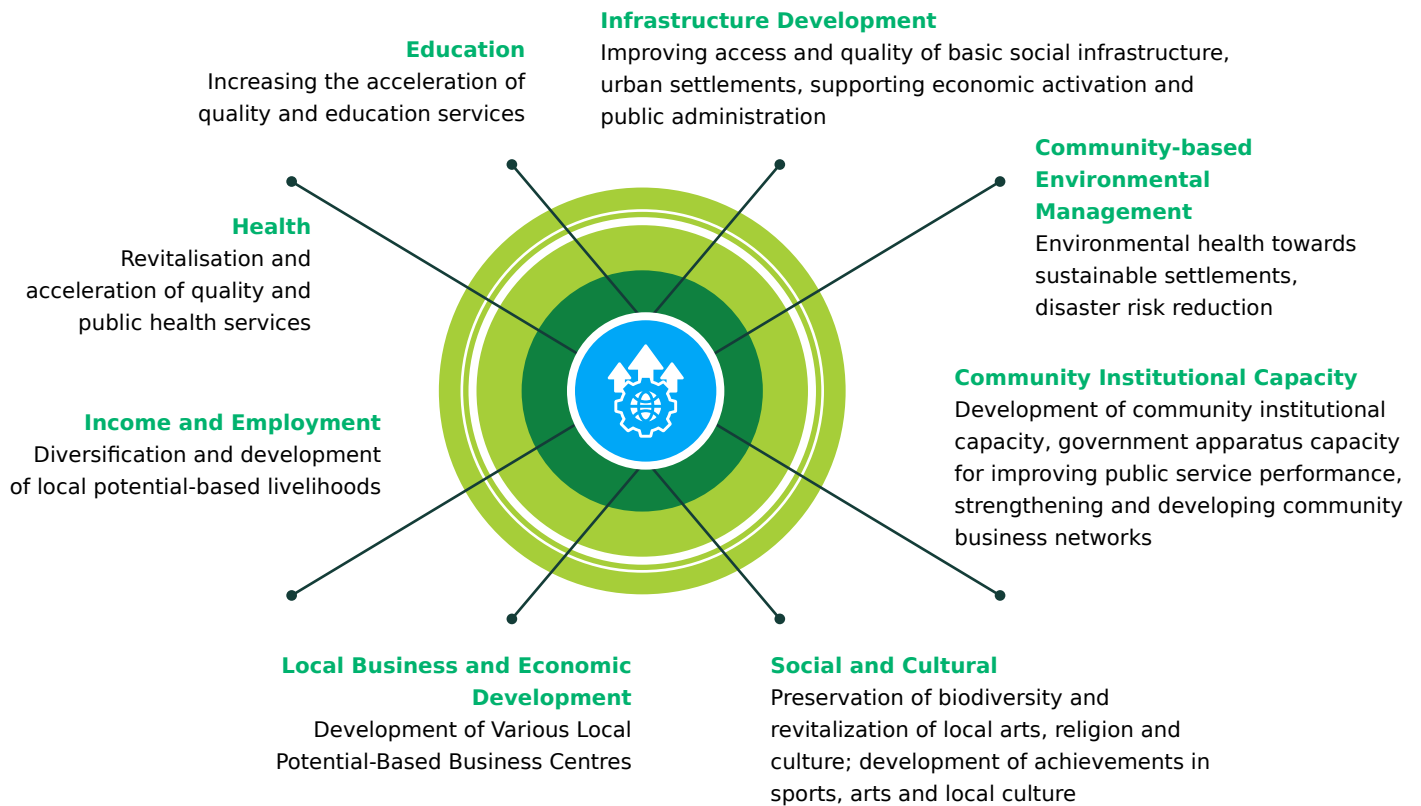 Education
Increasing the acceleration of
quality and education services
Infrastructure Development
Improving access and quality of basic social infrastructure,
urban settlements, supporting economic activation and
public administration
Community-based
Environmental
Management
Environmental health towards
sustainable settlements,
disaster risk reduction
Health
Revitalisation and
acceleration of quality and
public health services
Community Institutional Capacity
Development of community institutional
capacity, government apparatus capacity
for improving public service performance,
strengthening and developing community
business networks
Income and Employment
Diversification and development
of local potential-based livelihoods
Local Business and Economic
Development
Development of Various Local
Potential-Based Business Centres
Social and Cultural
Preservation of biodiversity and
revitalization of local arts, religion and
culture; development of achievements in
sports, arts and local culture